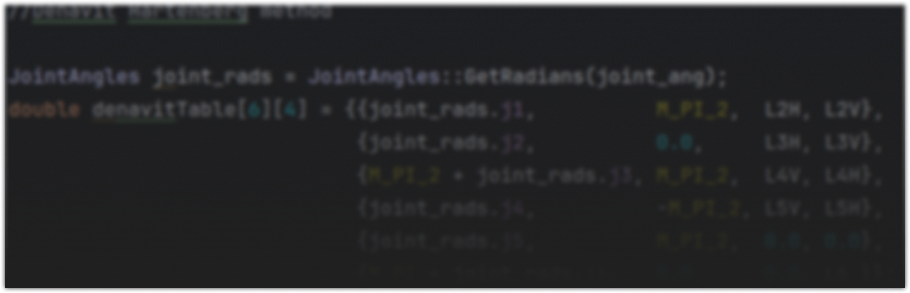 //Denavit Hartenberg method
JointAngles joint_rads = JointAngles::GetRadians(joint_ang);
double denavitTable[6][4] = {{joint_rads.j1, M_PI_2, L2H, L2V},
{joint_rads.j2, 0.0, L3H, L3V},
{M_PI_2 + joint_rads.j3, M_PI_2, L4V, L4H},
{joint_rads.j4, -M_PI_2, L5V, L5H},
{joint_rads.j5, M_PI_2, 0.0, 0.0},